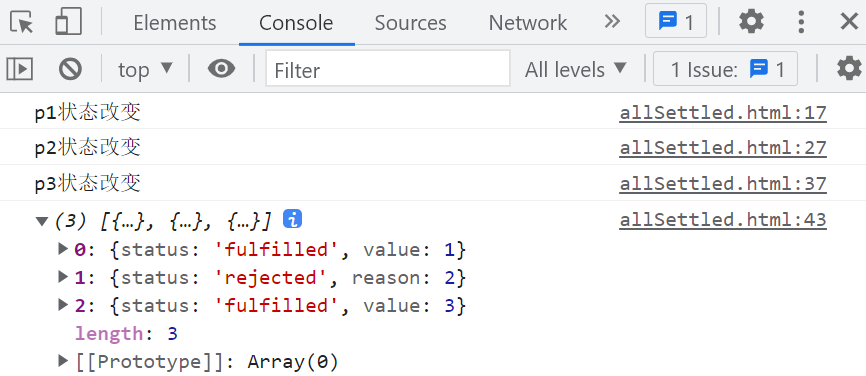 Elements Console Sources Network 1
top Filter All levels 1 Issue: 1
p1状态改变 allSettled.html:17
p2状态改变 allSettled.html:27
p3状态改变 allSettled.html:37
(3) [{…}, {…}, {…}] i allSettled.html:43
0: {status: 'fulfilled', value: 1}
1: {status: 'rejected', reason: 2}
2: {status: 'fulfilled', value: 3}
length: 3
[[Prototype]]: Array(0)